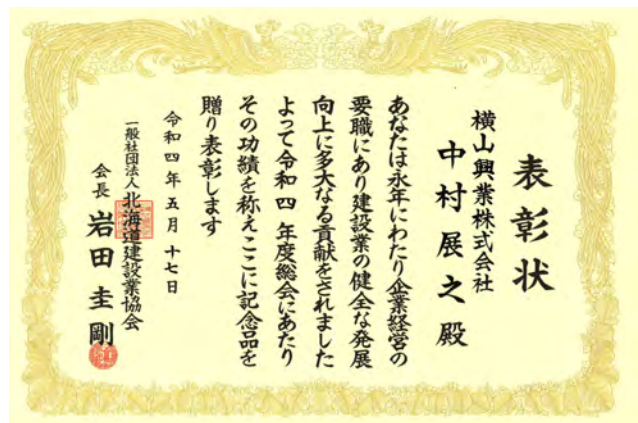 表彰状
横山興業株式会社
中村展之殿
あなたは永年にわたり企業経営の
要職にあり建設業の健全な発展
向上に多大なる貢献をされました
よって令和四年度総会にあたり
その功績を称えここに記念品を
贈り表彰します
令和四年五月十七日
一般社団法人北海道建設業協会
会長岩田圭剛